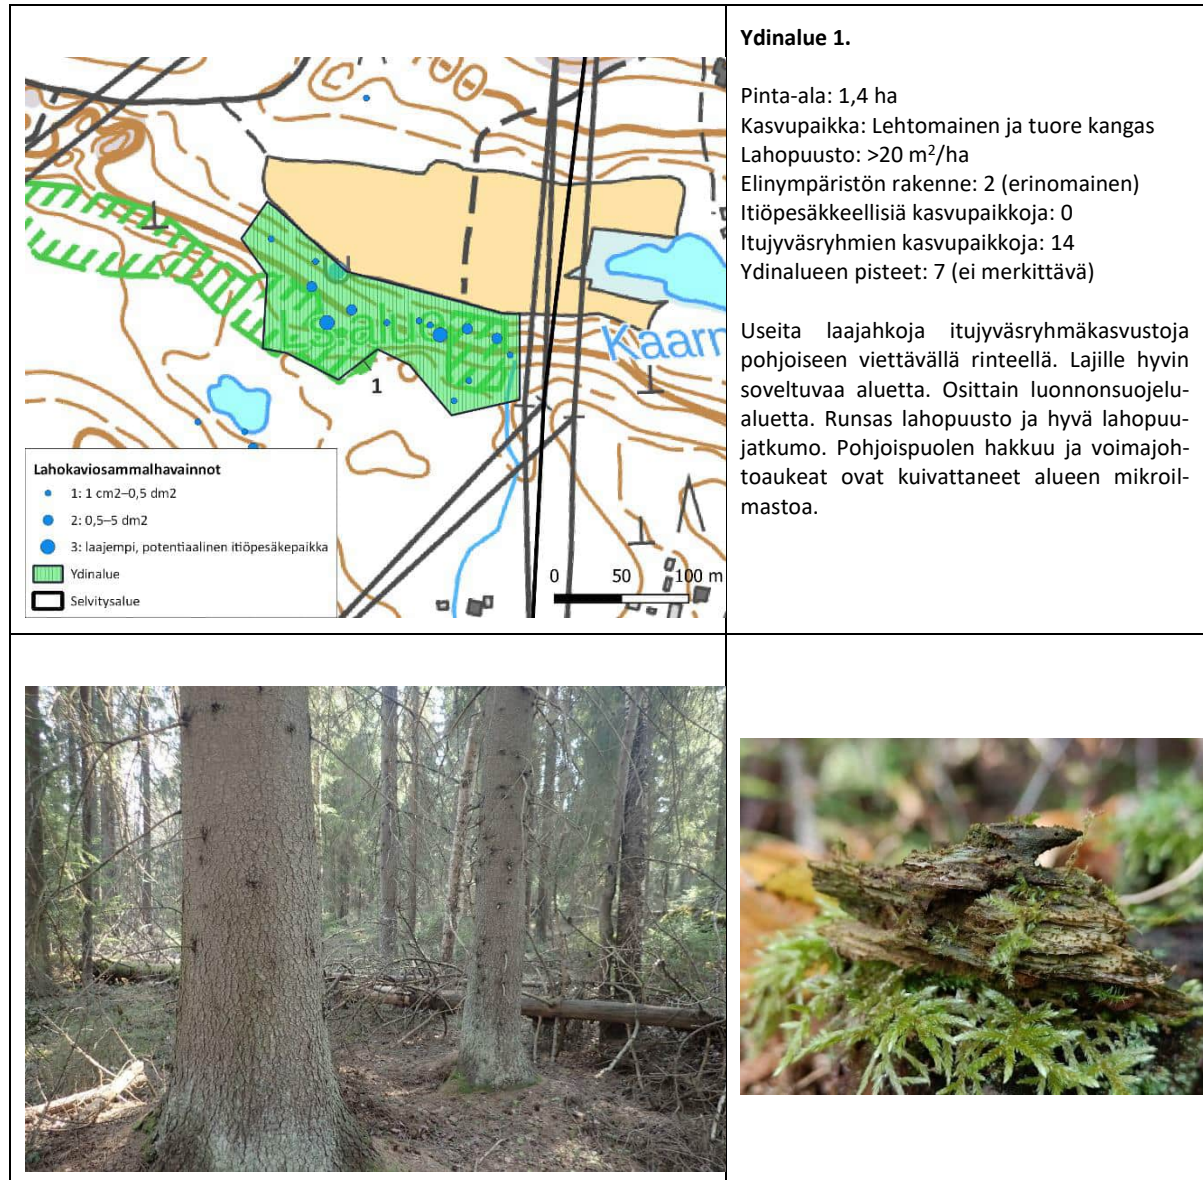 Ydinalue 1.
Pinta-ala: 1,4 ha
Kasvupaikka: Lehtomainen ja tuore kangas
Lahopuusto: >20 m²/ha
Elinympäristön rakenne: 2 (erinomainen)
Itiöpesäkkeellisiä kasvupaikkoja: 0
Itujyväsryhmien kasvupaikkoja: 14
Ydinalueen pisteet: 7 (ei merkittävä)
Useita laajahkoja itujyväsryhmäkasvustoja
pohjoiseen viettävällä rinteellä. Lajille hyvin
soveltuvaa aluetta. Osittain luonnonsuojelu-
aluetta. Runsas lahopuusto ja hyvä lahopuu-
jatkumo. Pohjoispuolen hakkuu ja voimajoh-
toaukeat ovat kuivattaneet alueen mikroil-
mastoa.
Kaarn
1
Lahokaviosammalhavainnot
1: 1 cm2–0,5 dm2
2: 0,5–5 dm2
3: laajempi, potentiaalinen itiöpesäkepaikka
Ydinalue
Selvitysalue
0 50 100 m